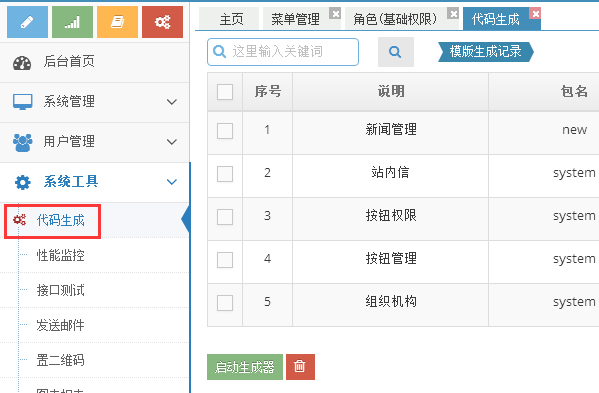 主页
菜单管理
角色(基础权限)
代码生成
后台首页
系统管理
用户管理
系统工具
代码生成
性能监控
接口测试
发送邮件
置二维码
图表报表
这里输入关键词
模版生成记录
序号 说明 包名
1 新闻管理 new
2 站内信 system
3 按钮权限 system
4 按钮管理 system
5 组织机构 system
启动生成器